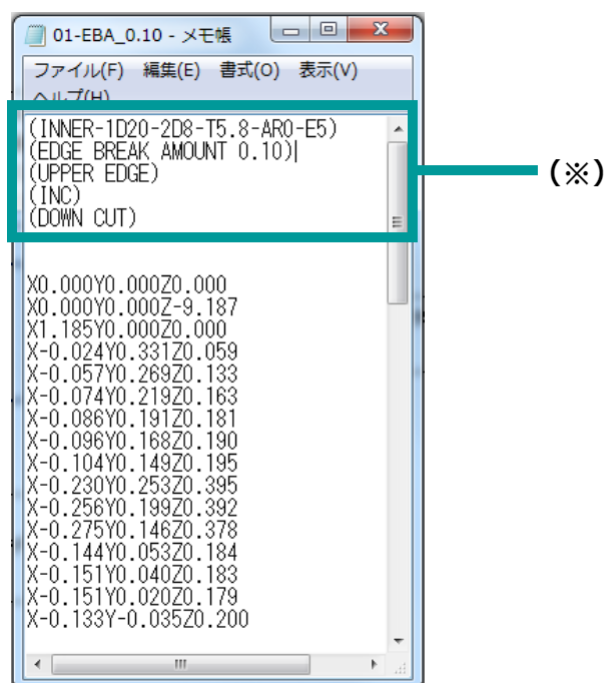 01-EBA_0.10 - メモ帳
ファイル(F) 編集(E) 書式(O) 表示(V)
ヘルプ(H)
(INNER-1D20-2D8-T5.8-AR0-E5)
(EDGE BREAK AMOUNT 0.10)
(UPPER EDGE)
(INC)
(DOWN CUT)
(※)
X0.000Y0.000Z0.000
X0.000Y0.000Z-9.187
X1.185Y0.000Z0.000
X-0.024Y0.331Z0.059
X-0.057Y0.269Z0.133
X-0.074Y0.219Z0.163
X-0.086Y0.191Z0.181
X-0.096Y0.168Z0.190
X-0.104Y0.149Z0.195
X-0.230Y0.253Z0.395
X-0.256Y0.199Z0.392
X-0.275Y0.146Z0.378
X-0.144Y0.053Z0.184
X-0.151Y0.040Z0.183
X-0.151Y0.020Z0.179
X-0.133Y-0.035Z0.200